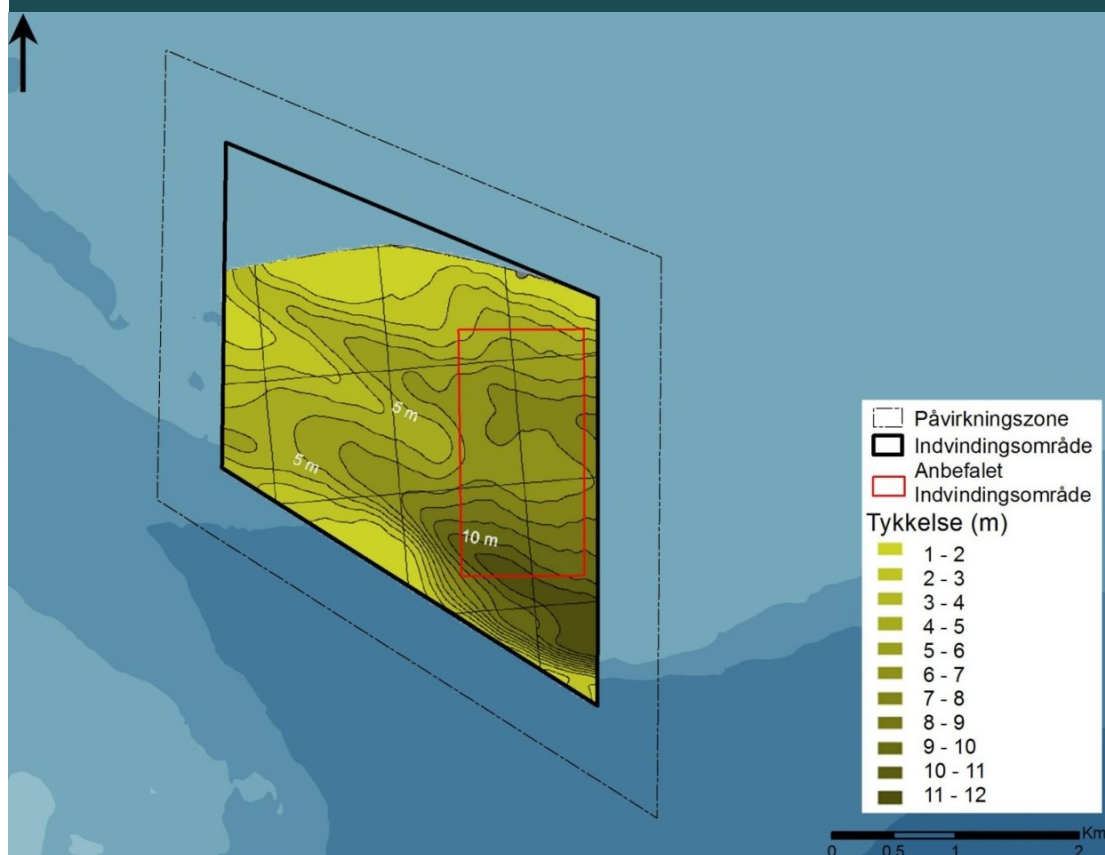 5 m
5 m
10 m
Påvirkningszone
Indvindingsområde
Anbefalet
Indvindingsområde
Tykkelse (m)
1 - 2
2 - 3
3 - 4
4 - 5
5 - 6
6 - 7
7 - 8
8 - 9
9 - 10
10 - 11
11 - 12
Km
0 0.5 1 2